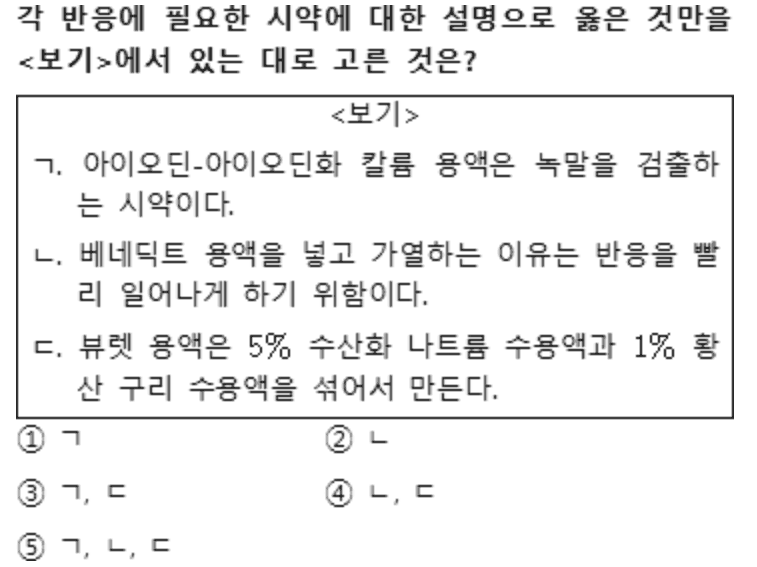 각 반응에 필요한 시약에 대한 설명으로 옳은 것만을
<보기>에서 있는 대로 고른 것은?
<보기>
ㄱ. 아이오딘-아이오딘화 칼륨 용액은 녹말을 검출하
는 시약이다.
ㄴ. 베네딕트 용액을 넣고 가열하는 이유는 반응을 빨
리 일어나게 하기 위함이다.
ㄷ. 뷰렛 용액은 5% 수산화 나트륨 수용액과 1% 황
산 구리 수용액을 섞어서 만든다.
① ㄱ ② ㄴ
③ ㄱ, ㄷ ④ ㄴ, ㄷ
⑤ ㄱ, ㄴ, ㄷ